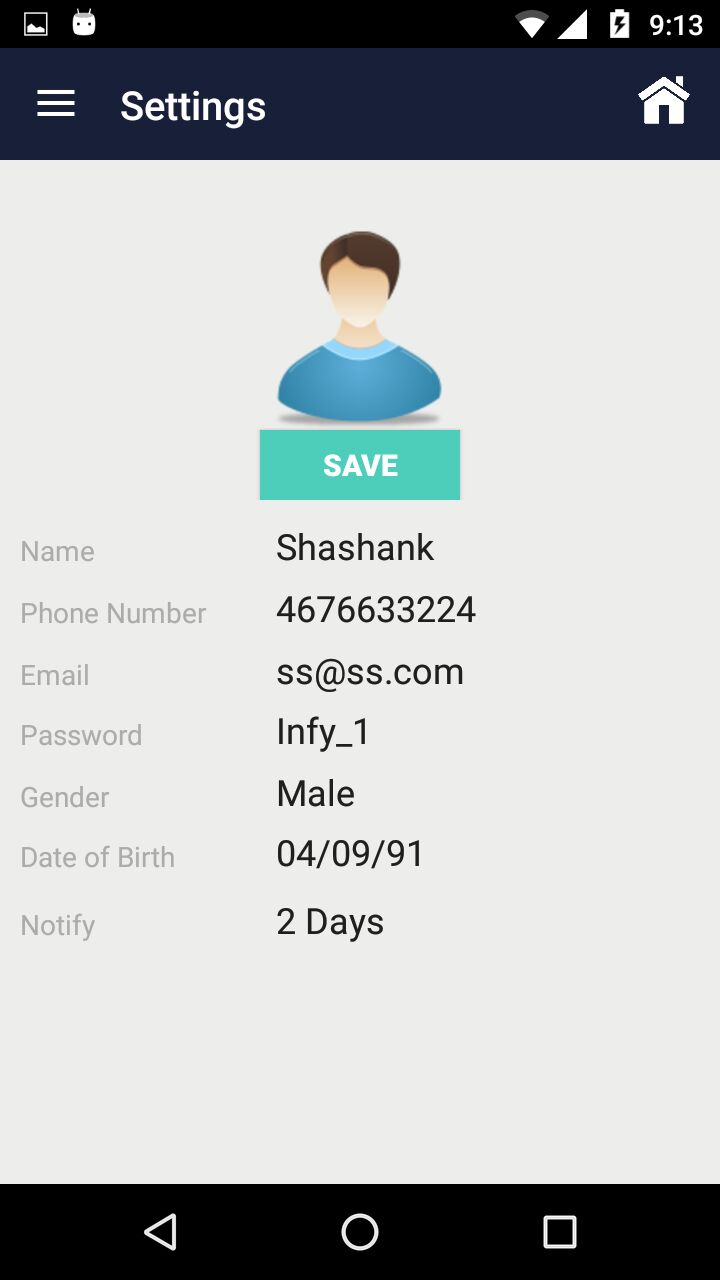 9:13
Settings
SAVE
Name Shashank
Phone Number 4676633224
Email ss@ss.com
Password Infy_1
Gender Male
Date of Birth 04/09/91
Notify 2 Days